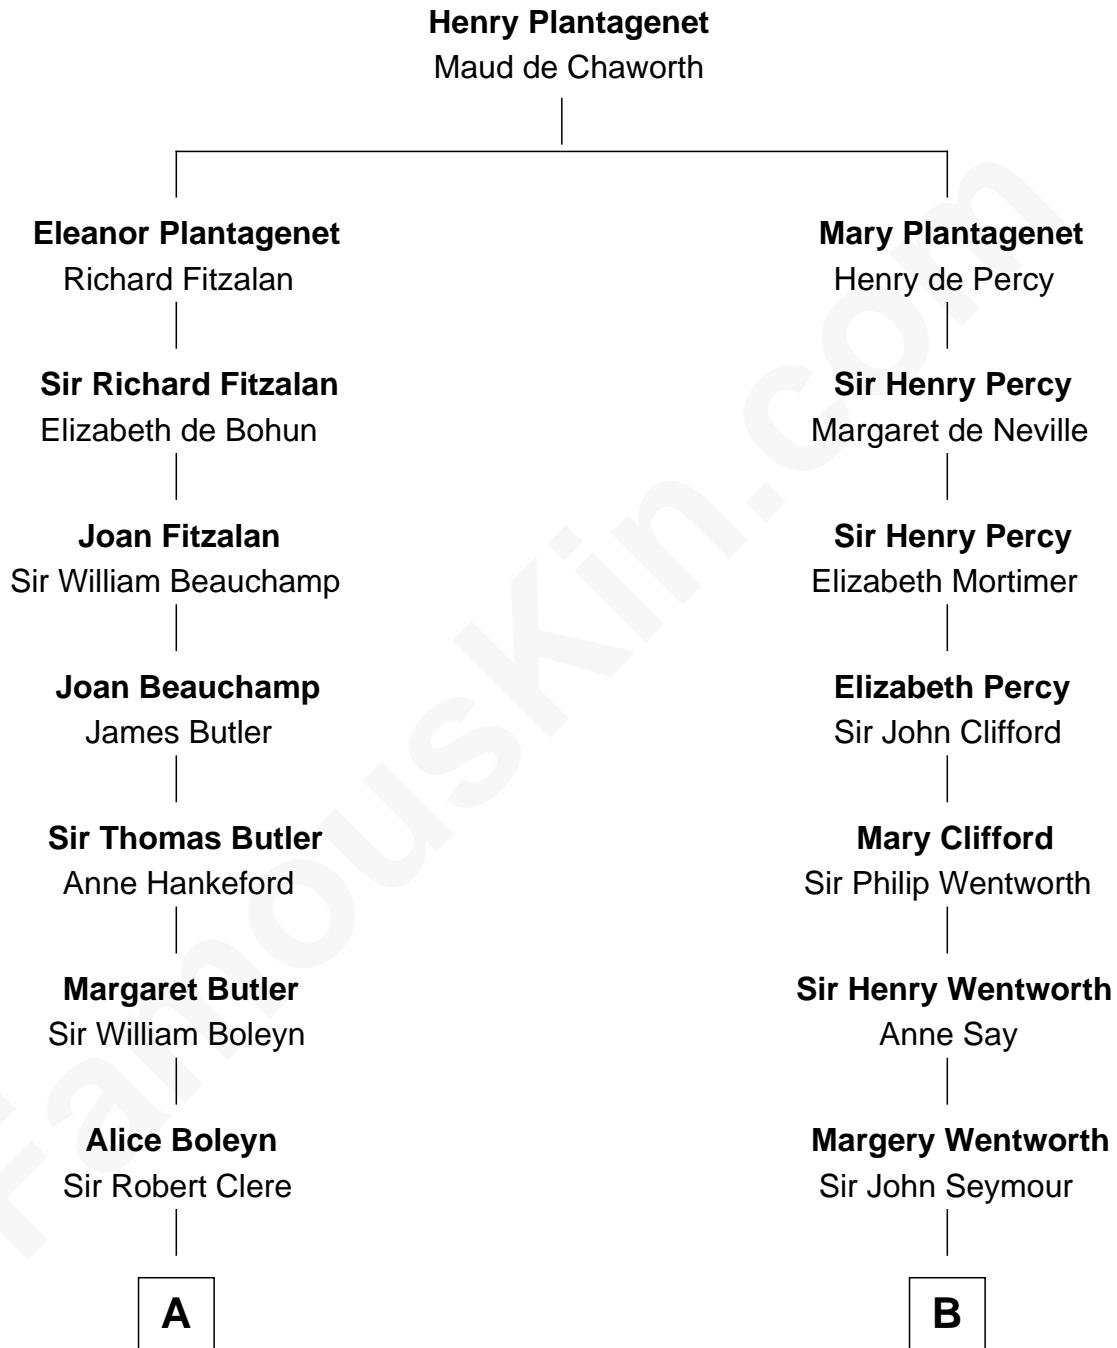 Henry Plantagenet
Maud de Chaworth
Eleanor Plantagenet
Richard Fitzalan
Mary Plantagenet
Henry de Percy
Sir Richard Fitzalan
Elizabeth de Bohun
Sir Henry Percy
Margaret de Neville
Joan Fitzalan
Sir William Beauchamp
Sir Henry Percy
Elizabeth Mortimer
Joan Beauchamp
James Butler
Elizabeth Percy
Sir John Clifford
Sir Thomas Butler
Anne Hankeford
Mary Clifford
Sir Philip Wentworth
Margaret Butler
Sir William Boleyn
Sir Henry Wentworth
Anne Say
Alice Boleyn
Sir Robert Clere
Margery Wentworth
Sir John Seymour
A
B
FamousKin.com